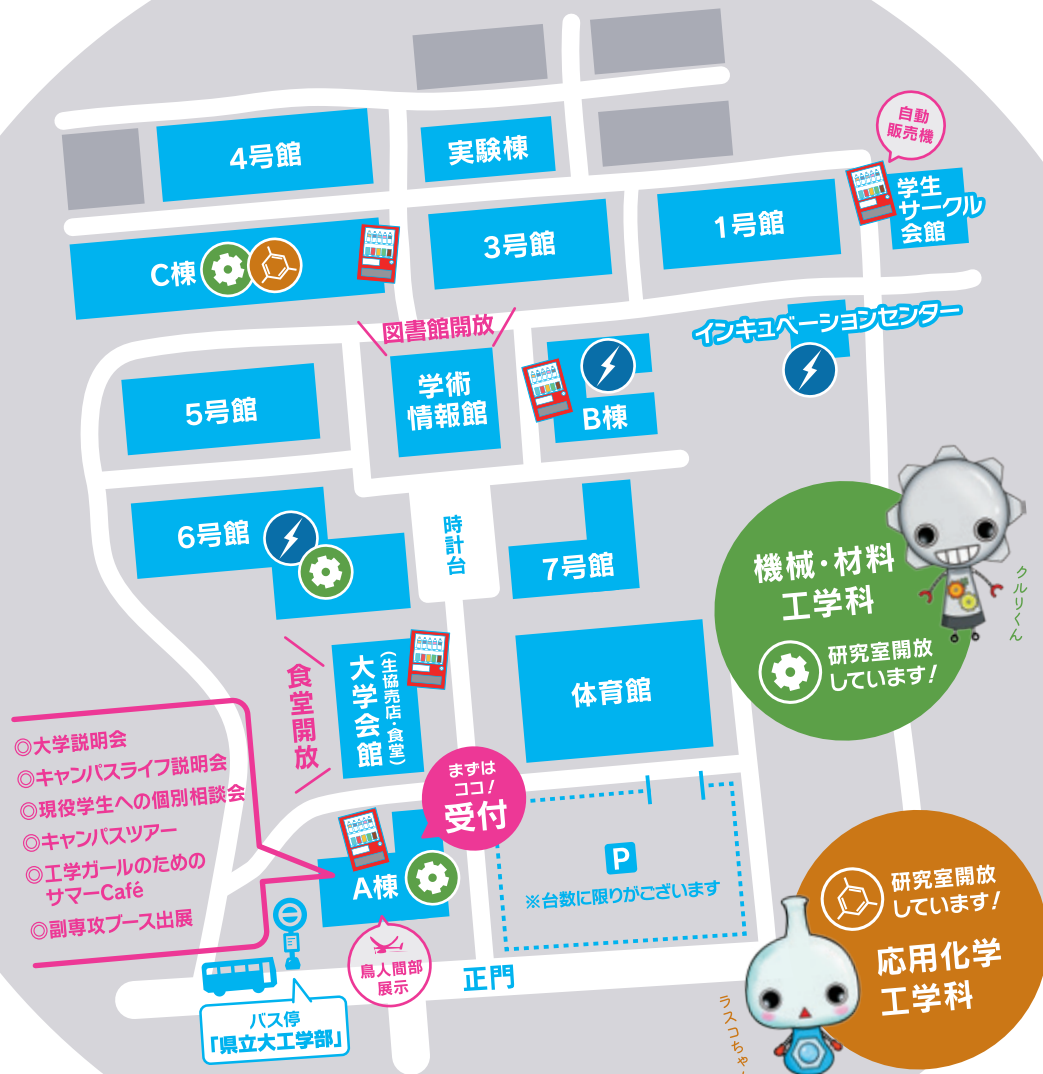 4号館
実験棟
自動
販売機
学生
サークル
会館
1号館
3号館
C棟
図書館開放
インキュベーションセンター
学術
情報館
B棟
5号館
6号館
時計台
7号館
機械・材料
工学科
研究室開放
しています!
クルリくん
食堂開放
大学会館
(生協売店・食堂)
体育館
◎大学説明会
◎キャンパスライフ説明会
◎現役学生への個別相談会
◎キャンパスツアー
◎工学ガールのための
サマーCafé
◎副専攻ブース出展
まずは
ココ!
受付
A棟
P
※台数に限りがございます
鳥人間部
展示
正門
バス停
「県立大工学部」
研究室開放
しています!
応用化学
工学科
ラスコちゃ